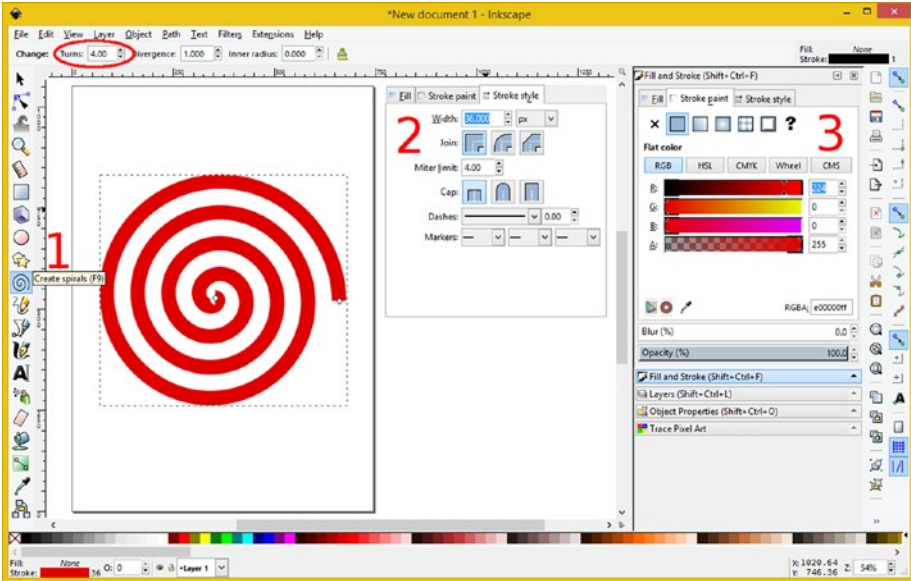 *New document 1 - Inkscape
File Edit View Layer Object Path Text Filters Extensions Help
Change: Turns: 4.00 Divergence: 1.000 Inner radius: 0.000
Fill: None
Stroke: 1
Fill Stroke paint Stroke style
2
Width: 36.000 px
Join:
Miter limit: 4.00
Cap:
Dashes: 0.00
Markers:
1
Create spirals (F9)
Fill and Stroke (Shift+Ctrl+F)
Fill Stroke paint Stroke style
? 3
Flat color
RGB HSL CMYK Wheel CMS
R: 224
G: 0
B: 0
A: 255
RGBA: e00000ff
Blur (%) 0.0
Opacity (%) 100.0
Fill and Stroke (Shift+Ctrl+F)
Layers (Shift+Ctrl+L)
Object Properties (Shift+Ctrl+O)
Trace Pixel Art
Fill: None
Stroke: 36 O: 0 •Layer 1
X: 1020.64
Y: 746.36 Z: 54%